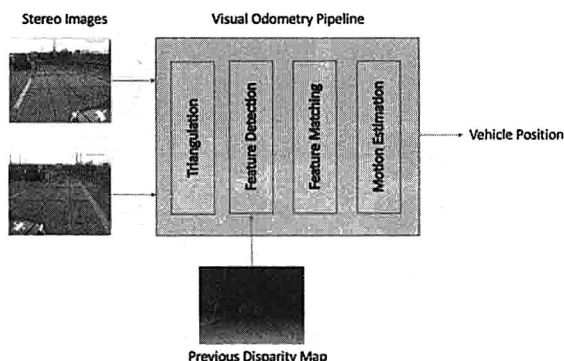 Stereo Images
Visual Odometry Pipeline
Triangulation
Feature Detection
Feature Matching
Motion Estimation
Vehicle Position
Previous Disparity Map